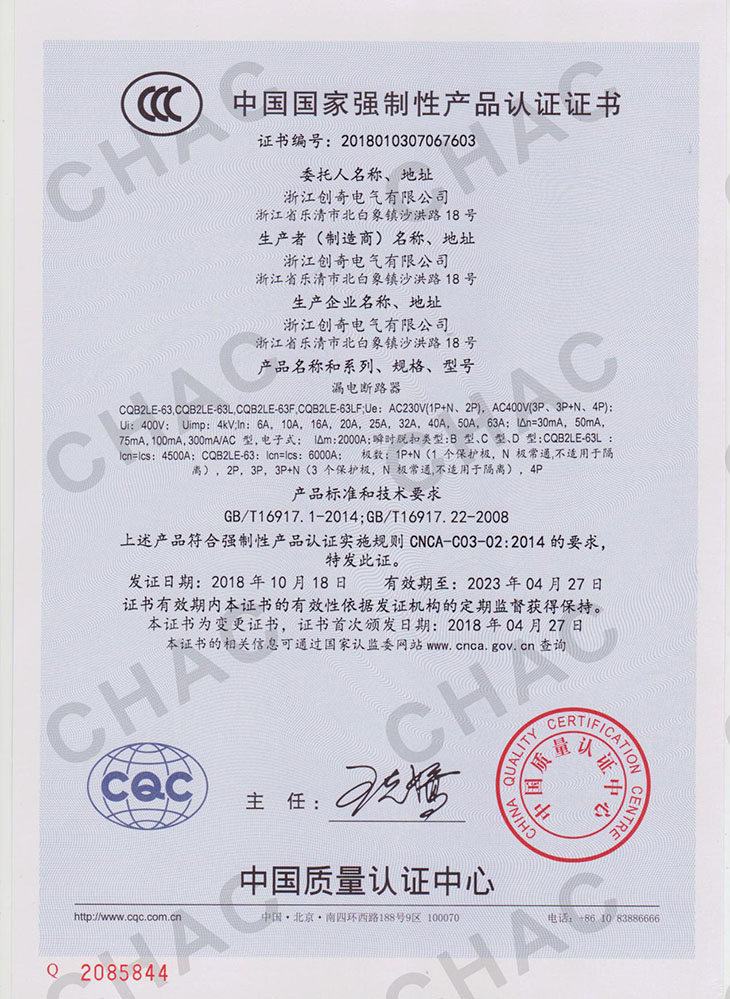 中国国家强制性产品认证证书
证书编号：2018010307067603
委托人名称、地址
浙江创奇电气有限公司
浙江省乐清市北白象镇沙洪路18号
生产者（制造商）名称、地址
浙江创奇电气有限公司
浙江省乐清市北白象镇沙洪路18号
生产企业名称、地址
浙江创奇电气有限公司
浙江省乐清市北白象镇沙洪路18号
产品名称和系列、规格、型号
漏电断路器
CQB2LE-63,CQB2LE-63L,CQB2LE-63F,CQB2LE-63LF;Ue：AC230V(1P+N、2P)，AC400V(3P、3P+N、4P)；
Ui：400V； Uimp：4kV;In：6A，10A，16A，20A，25A，32A，40A，50A，63A； IΔn=30mA，50mA，
75mA,100mA,300mA/AC 型,电子式； IΔm:2000A;瞬时脱扣类型:B 型、C 型、D 型;CQB2LE-63L：
Icn=Ics：4500A；CQB2LE-63：Icn=Ics：6000A； 极数：1P+N（1 个保护极，N 极常通,不适用于隔
离），2P，3P，3P+N（3 个保护极，N 极常通,不适用于隔离），4P
产品标准和技术要求
GB/T16917.1-2014;GB/T16917.22-2008
上述产品符合强制性产品认证实施规则 CNCA-C03-02:2014 的要求，
特发此证。
发证日期：2018 年 10 月 18 日 有效期至：2023 年 04 月 27 日
证书有效期内本证书的有效性依据发证机构的定期监督获得保持。
本证书为变更证书，证书首次颁发日期：2018 年 04 月 27 日
本证书的相关信息可通过国家认监委网站 www.cnca.gov.cn 查询
CQC
主 任：
CHINA QUALITY CERTIFICATION CENTRE
中国质量认证中心
中国质量认证中心
http://www.cqc.com.cn 中国·北京·南四环西路188号9区 100070 电话：+86 10 83886666
Q 2085844
CHAC
CHAC
CHAC
CHAC
CHAC
CHAC
CHAC
CHAC